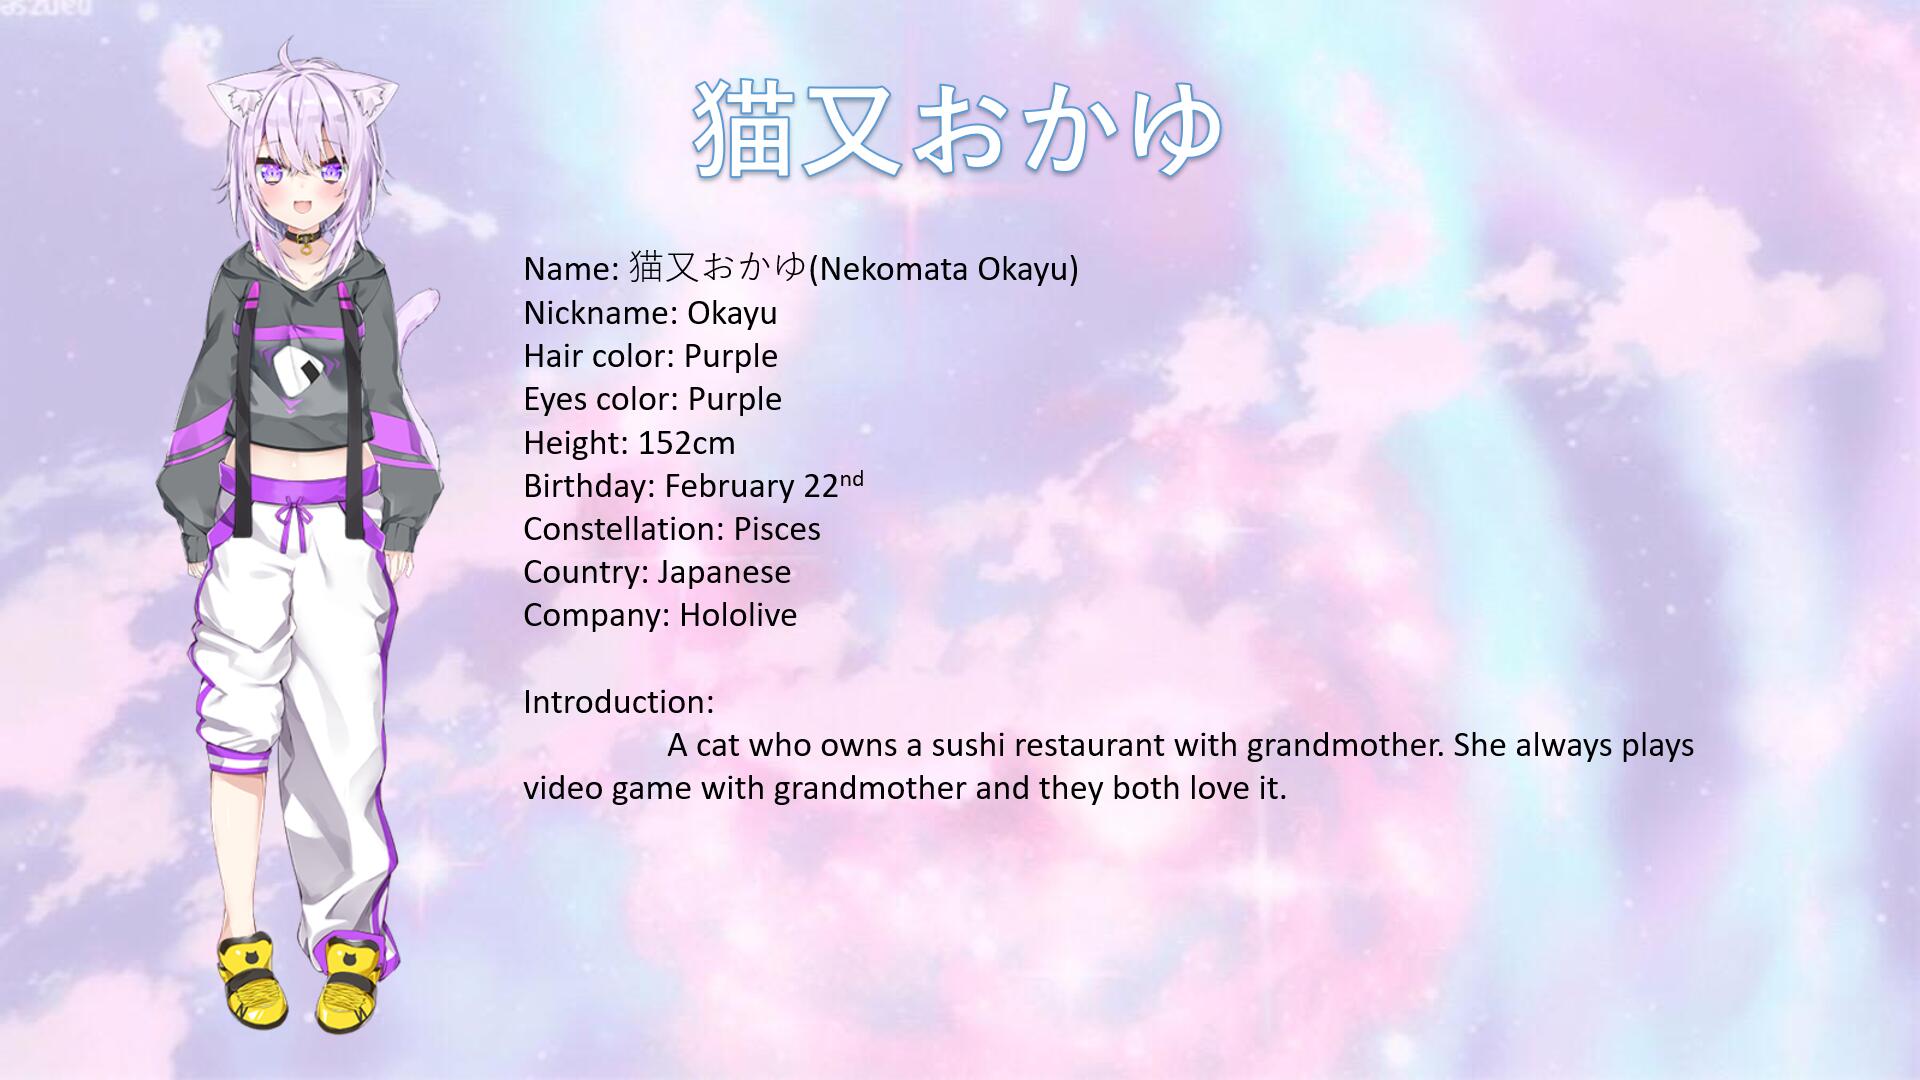 猫又おかゆ
Name: 猫又おかゆ(Nekomata Okayu)
Nickname: Okayu
Hair color: Purple
Eyes color: Purple
Height: 152cm
Birthday: February 22nd
Constellation: Pisces
Country: Japanese
Company: Hololive
Introduction:
A cat who owns a sushi restaurant with grandmother. She always plays
video game with grandmother and they both love it.